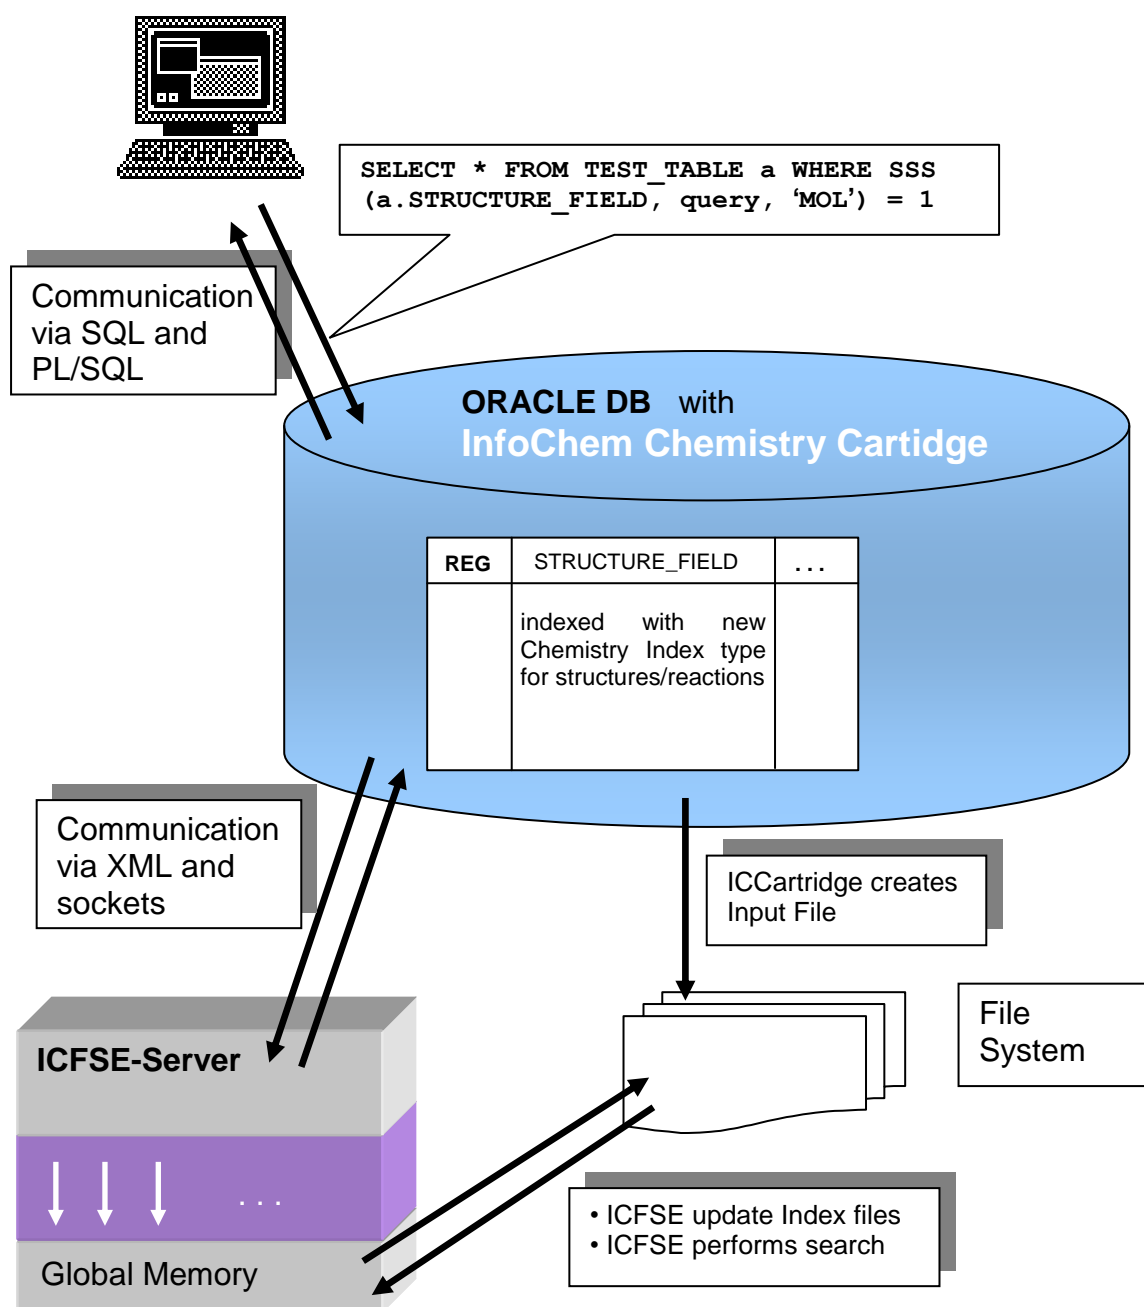 SELECT * FROM TEST_TABLE a WHERE SSS
(a.STRUCTURE_FIELD, query, ‘MOL’) = 1
Communication
via SQL and
PL/SQL
ORACLE DB with
InfoChem Chemistry Cartidge
REG STRUCTURE_FIELD ...
indexed with new
Chemistry Index type
for structures/reactions
Communication
via XML and
sockets
ICCartridge creates
Input File
File
System
ICFSE-Server
...
Global Memory
• ICFSE update Index files
• ICFSE performs search